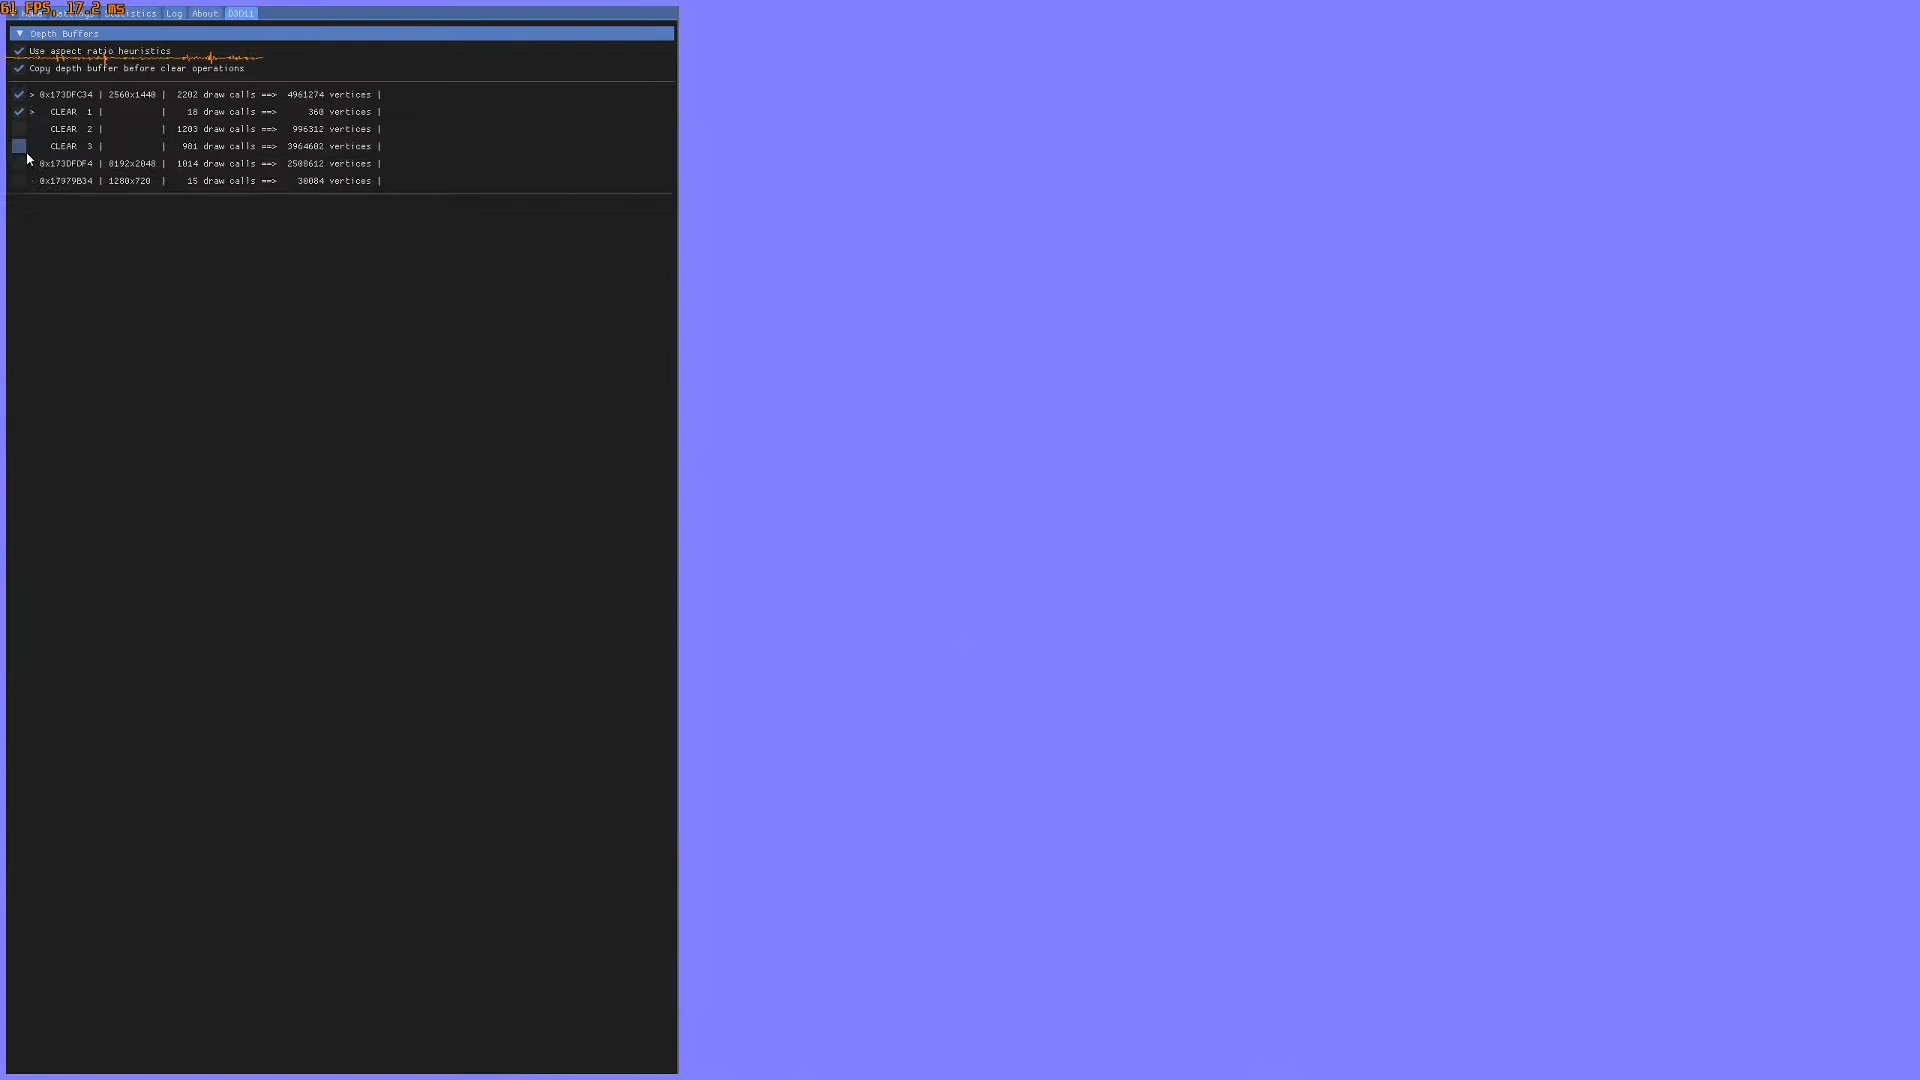 61 FPS, 17.2 ms
Log About D3D11
Depth Buffers
Use aspect ratio heuristics
Copy depth buffer before clear operations
> 0x173DFC34 | 2560x1440 | 2202 draw calls ==> 4961274 vertices |
> CLEAR 1 | | 18 draw calls ==> 360 vertices |
CLEAR 2 | | 1203 draw calls ==> 996312 vertices |
CLEAR 3 | | 981 draw calls ==> 3964602 vertices |
0x173DFDF4 | 8192x2048 | 1014 draw calls ==> 2508612 vertices |
0x17979B34 | 1280x720 | 15 draw calls ==> 30084 vertices |